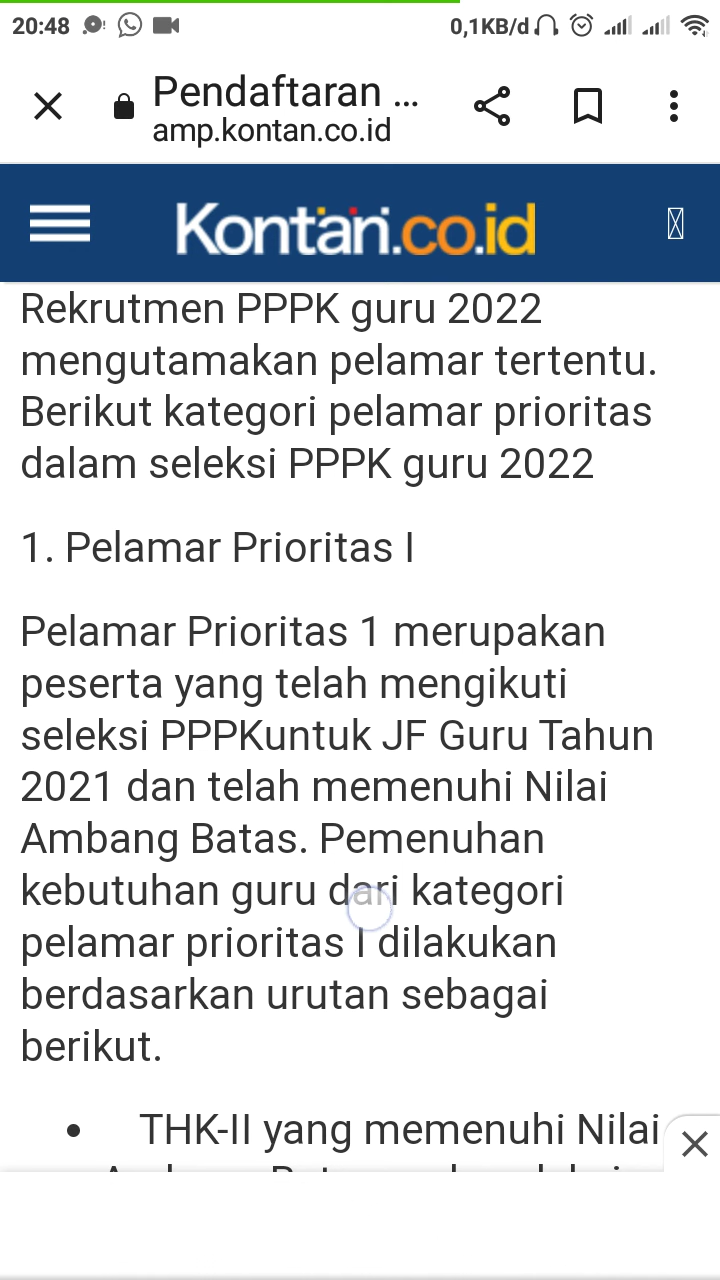 20:48
0,1KB/d
Pendaftaran ...
amp.kontan.co.id
Kontan.co.id
Rekrutmen PPPK guru 2022
mengutamakan pelamar tertentu.
Berikut kategori pelamar prioritas
dalam seleksi PPPK guru 2022
1. Pelamar Prioritas I
Pelamar Prioritas 1 merupakan
peserta yang telah mengikuti
seleksi PPPKuntuk JF Guru Tahun
2021 dan telah memenuhi Nilai
Ambang Batas. Pemenuhan
kebutuhan guru dari kategori
pelamar prioritas I dilakukan
berdasarkan urutan sebagai
berikut.
• THK-II yang memenuhi Nilai